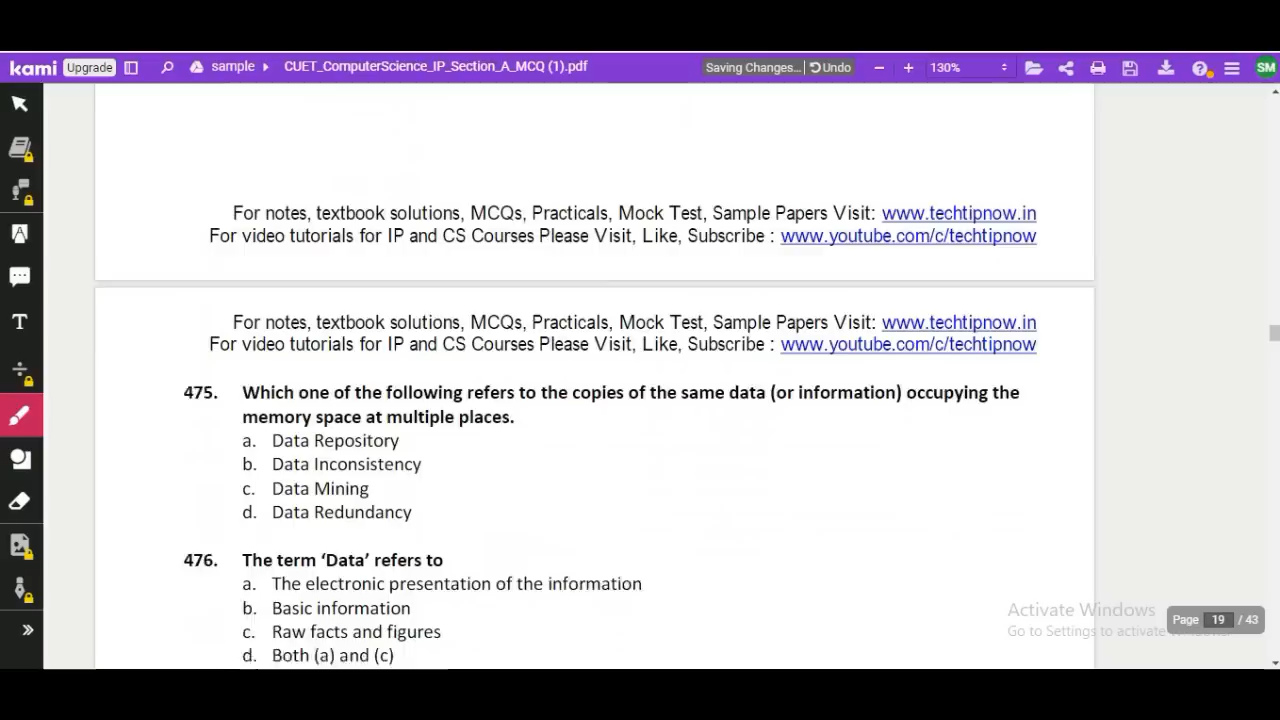 kami Upgrade sample CUET_ComputerScience_IP_Section_A_MCQ (1).pdf Saving Changes... Undo 130% SM
For notes, textbook solutions, MCQs, Practicals, Mock Test, Sample Papers Visit: www.techtipnow.in
For video tutorials for IP and CS Courses Please Visit, Like, Subscribe : www.youtube.com/c/techtipnow
For notes, textbook solutions, MCQs, Practicals, Mock Test, Sample Papers Visit: www.techtipnow.in
For video tutorials for IP and CS Courses Please Visit, Like, Subscribe : www.youtube.com/c/techtipnow
475. Which one of the following refers to the copies of the same data (or information) occupying the
memory space at multiple places.
a. Data Repository
b. Data Inconsistency
c. Data Mining
d. Data Redundancy
476. The term ‘Data’ refers to
a. The electronic presentation of the information
b. Basic information
c. Raw facts and figures
d. Both (a) and (c)
Activate Windows
Go to Settings to activate
Page 19 / 43